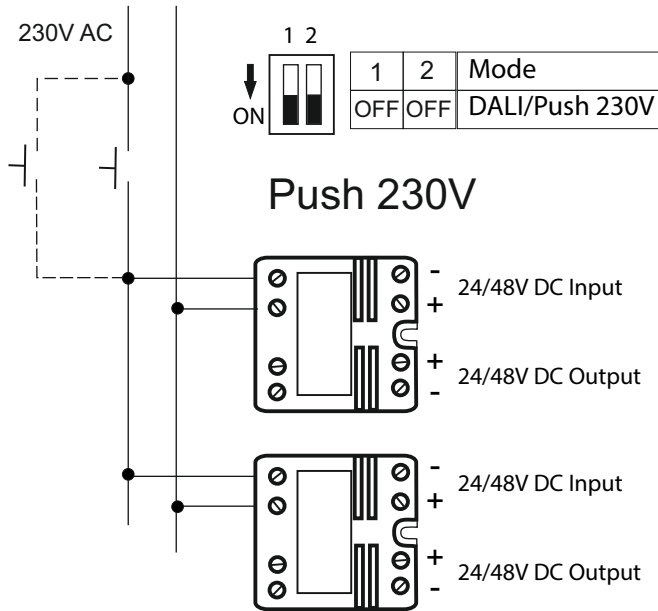 230V AC
1 2
ON
1 2 Mode
OFF OFF DALI/Push 230V
Push 230V
-
24/48V DC Input
+
+
24/48V DC Output
-
-
24/48V DC Input
+
+
24/48V DC Output
-